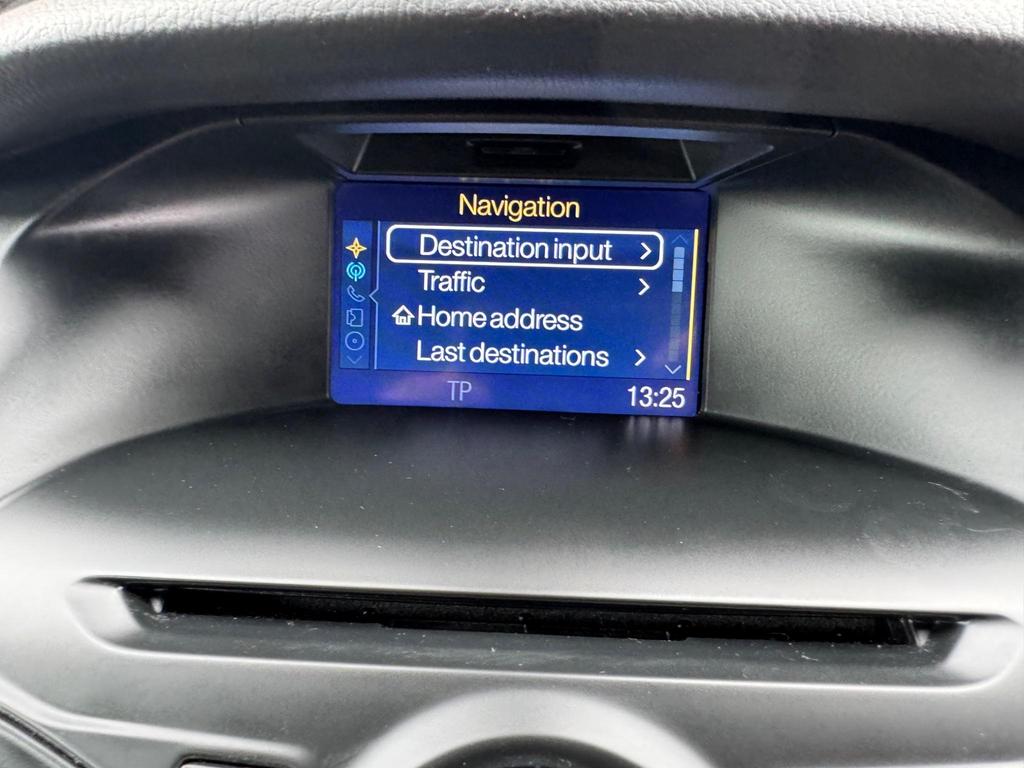 Navigation
Destination input
Traffic
Home address
Last destinations
TP
13:25